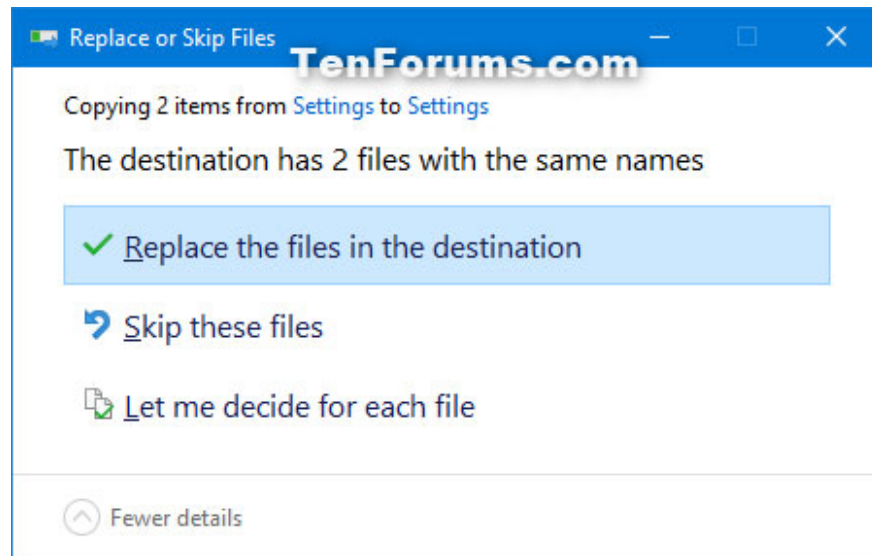 Replace or Skip Files
TenForums.com
Copying 2 items from Settings to Settings
The destination has 2 files with the same names
Replace the files in the destination
Skip these files
Let me decide for each file
Fewer details